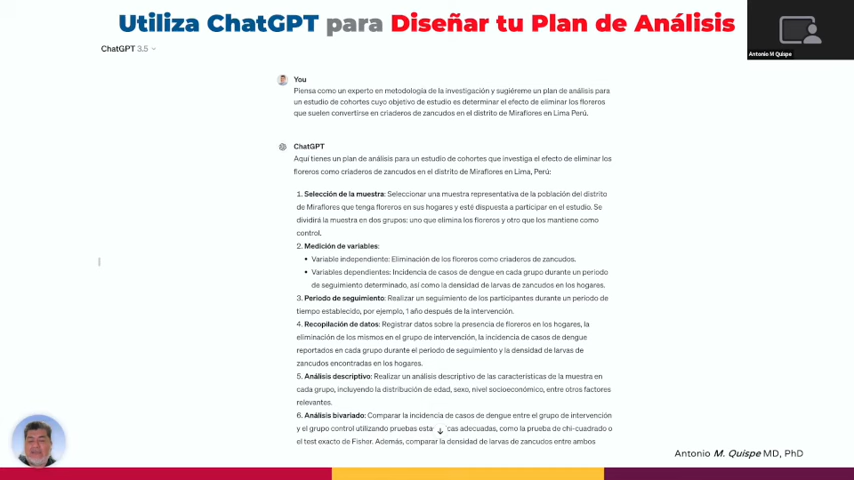 Utiliza ChatGPT para Diseñar tu Plan de Análisis
Antonio M Quispe
ChatGPT 3.5
You
Piensa como un experto en metodología de la investigación y sugiéreme un plan de análisis para
un estudio de cohortes cuyo objetivo de estudio es determinar el efecto de eliminar los floreros
que suelen convertirse en criaderos de zancudos en el distrito de Miraflores en Lima Perú.
ChatGPT
Aquí tienes un plan de análisis para un estudio de cohortes que investiga el efecto de eliminar los
floreros como criaderos de zancudos en el distrito de Miraflores en Lima, Perú:
1. Selección de la muestra: Seleccionar una muestra representativa de la población del distrito
de Miraflores que tenga floreros en sus hogares y esté dispuesta a participar en el estudio. Se
dividirá la muestra en dos grupos: uno que elimina los floreros y otro que los mantiene como
control.
2. Medición de variables:
• Variable independiente: Eliminación de los floreros como criaderos de zancudos.
• Variables dependientes: Incidencia de casos de dengue en cada grupo durante un periodo
de seguimiento determinado, así como la densidad de larvas de zancudos en los hogares.
3. Periodo de seguimiento: Realizar un seguimiento de los participantes durante un periodo de
tiempo establecido, por ejemplo, 1 año después de la intervención.
4. Recopilación de datos: Registrar datos sobre la presencia de floreros en los hogares, la
eliminación de los mismos en el grupo de intervención, la incidencia de casos de dengue
reportados en cada grupo durante el periodo de seguimiento y la densidad de larvas de
zancudos encontradas en los hogares.
5. Análisis descriptivo: Realizar un análisis descriptivo de las características de la muestra en
cada grupo, incluyendo la distribución de edad, sexo, nivel socioeconómico, entre otros factores
relevantes.
6. Análisis bivariado: Comparar la incidencia de casos de dengue entre el grupo de intervención
y el grupo control utilizando pruebas esta cas adecuadas, como la prueba de chi-cuadrado o
el test exacto de Fisher. Además, comparar la densidad de larvas de zancudos entre ambos
Antonio M. Quispe MD, PhD